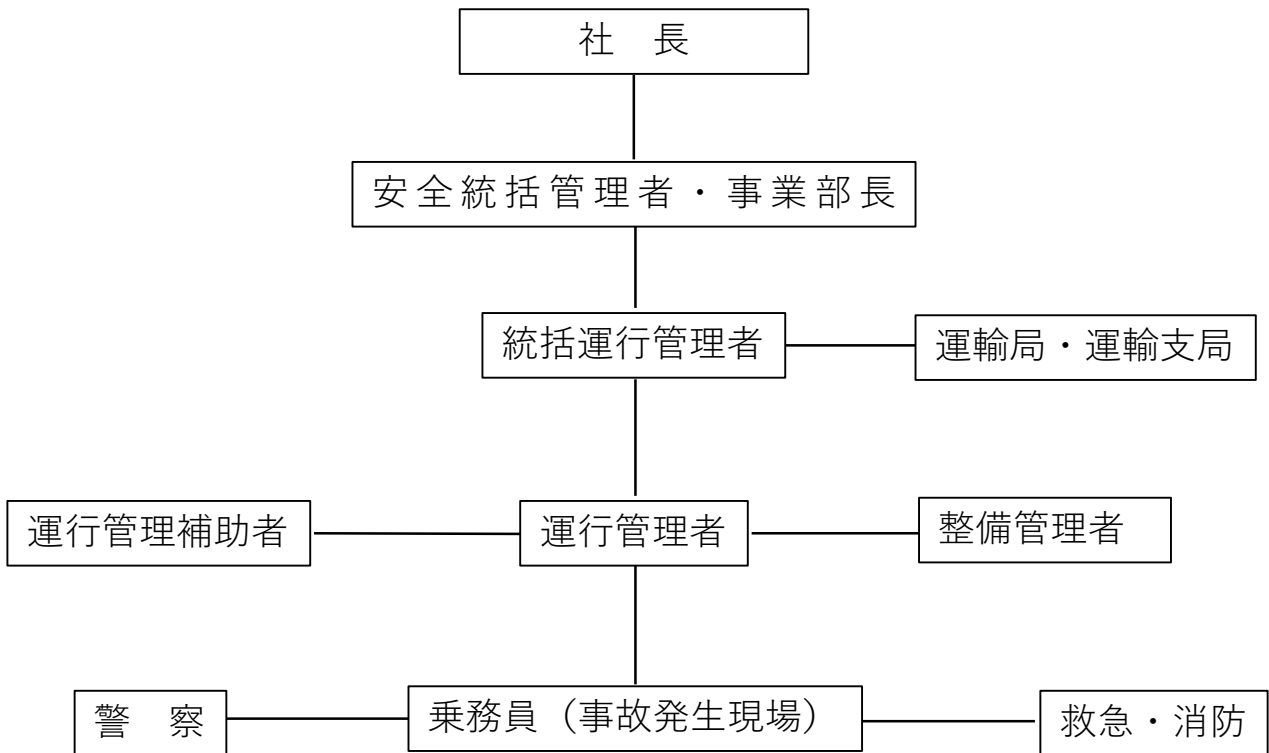 社　長
安全統括管理者・事業部長
統括運行管理者
運輸局・運輸支局
運行管理補助者
運行管理者
整備管理者
警　察
乗務員（事故発生現場）
救急・消防